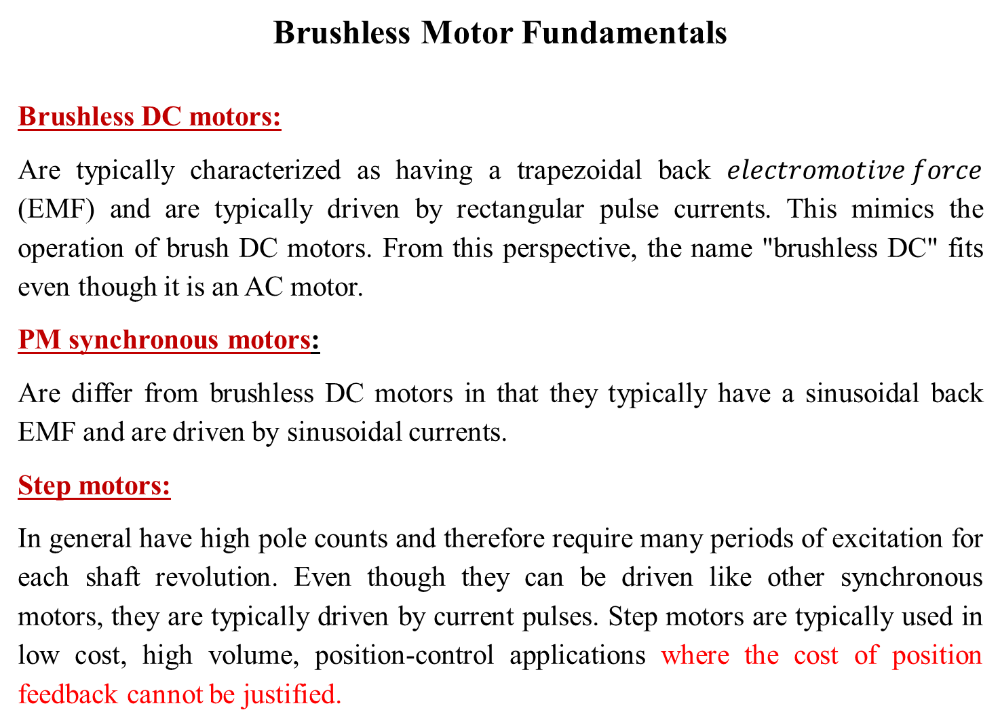 Brushless Motor Fundamentals
Brushless DC motors:
Are typically characterized as having a trapezoidal back electromotive force
(EMF) and are typically driven by rectangular pulse currents. This mimics the
operation of brush DC motors. From this perspective, the name "brushless DC" fits
even though it is an AC motor.
PM synchronous motors:
Are differ from brushless DC motors in that they typically have a sinusoidal back
EMF and are driven by sinusoidal currents.
Step motors:
In general have high pole counts and therefore require many periods of excitation for
each shaft revolution. Even though they can be driven like other synchronous
motors, they are typically driven by current pulses. Step motors are typically used in
low cost, high volume, position-control applications where the cost of position
feedback cannot be justified.